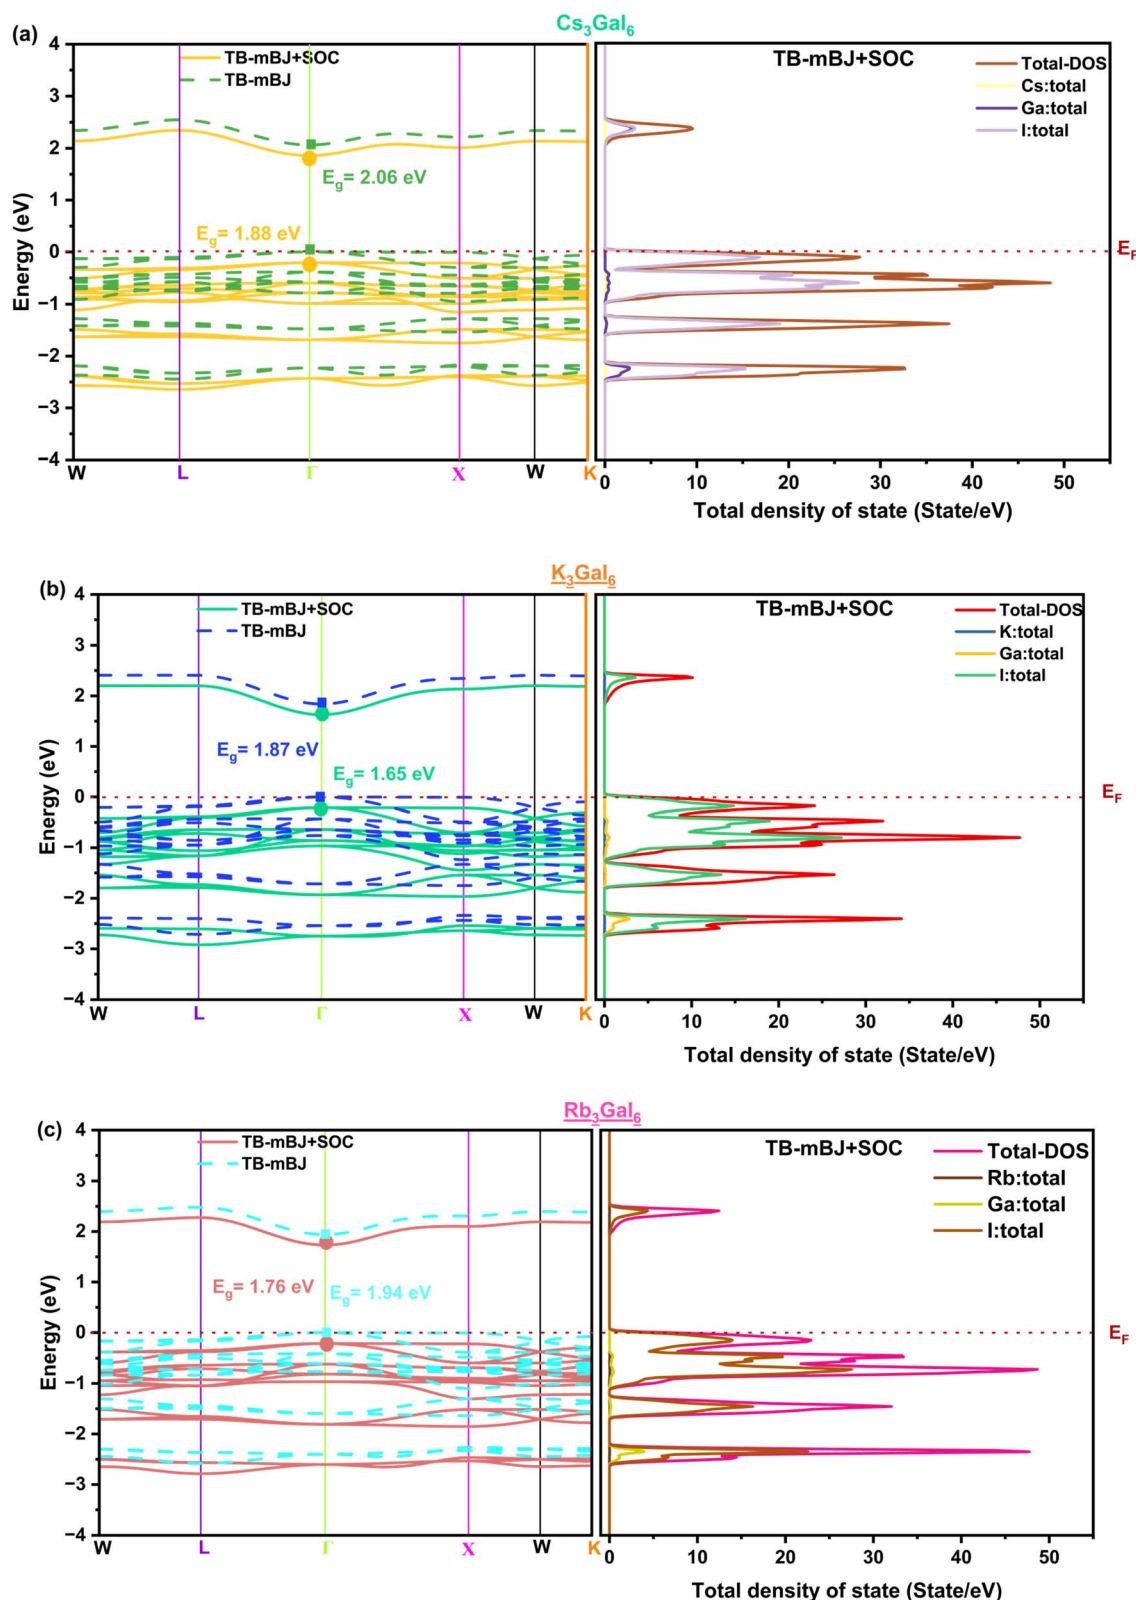 Cs3GaI6
(a)
4
3
2
1
0
−1
−2
−3
−4
Energy (eV)
TB-mBJ+SOC
TB-mBJ
Eg= 2.06 eV
Eg= 1.88 eV
W L Γ X W K
TB-mBJ+SOC
Total-DOS
Cs:total
Ga:total
I:total
EF
0 10 20 30 40 50
Total density of state (State/eV)
K3GaI6
(b)
4
3
2
1
0
−1
−2
−3
−4
Energy (eV)
TB-mBJ+SOC
TB-mBJ
Eg= 1.87 eV
Eg= 1.65 eV
W L Γ X W K
TB-mBJ+SOC
Total-DOS
K:total
Ga:total
I:total
EF
0 10 20 30 40 50
Total density of state (State/eV)
Rb3GaI6
(c)
4
3
2
1
0
−1
−2
−3
−4
Energy (eV)
TB-mBJ+SOC
TB-mBJ
Eg= 1.76 eV
Eg= 1.94 eV
W L Γ X W K
TB-mBJ+SOC
Total-DOS
Rb:total
Ga:total
I:total
EF
0 10 20 30 40 50
Total density of state (State/eV)